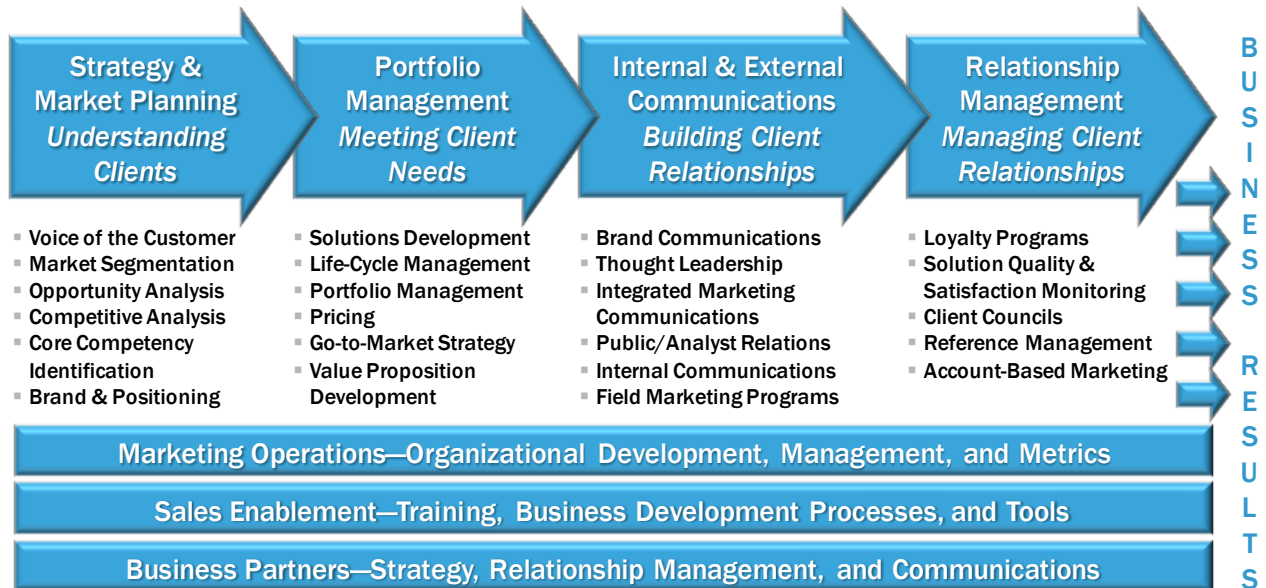 Strategy &
Market Planning
Understanding
Clients
Portfolio
Management
Meeting Client
Needs
Internal & External
Communications
Building Client
Relationships
Relationship
Management
Managing Client
Relationships
Voice of the Customer
Market Segmentation
Opportunity Analysis
Competitive Analysis
Core Competency
Identification
Brand & Positioning
Solutions Development
Life-Cycle Management
Portfolio Management
Pricing
Go-to-Market Strategy
Value Proposition
Development
Brand Communications
Thought Leadership
Integrated Marketing
Communications
Public/Analyst Relations
Internal Communications
Field Marketing Programs
Loyalty Programs
Solution Quality &
Satisfaction Monitoring
Client Councils
Reference Management
Account-Based Marketing
Marketing Operations—Organizational Development, Management, and Metrics
Sales Enablement—Training, Business Development Processes, and Tools
Business Partners—Strategy, Relationship Management, and Communications
BUSINESS RESULTS